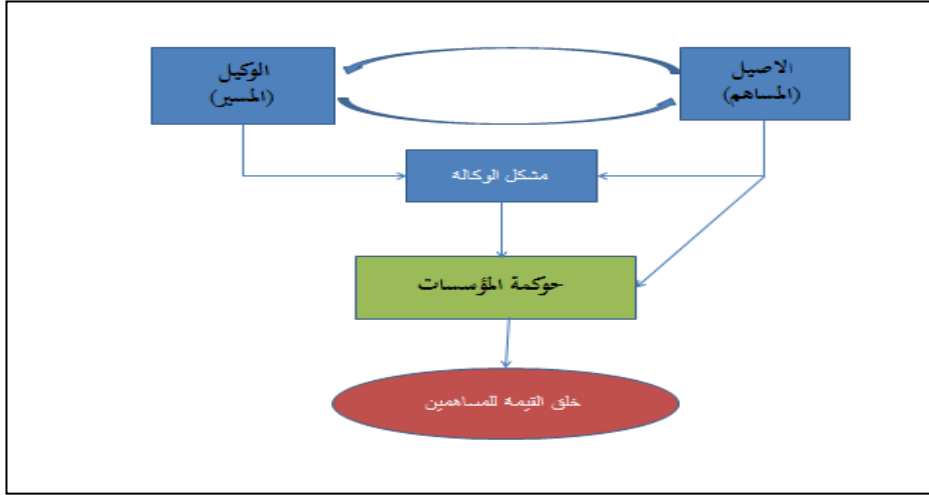 الاصيل
(المساهم)
الوكيل
(المسير)
مشكل الوكالة
حوكمة المؤسسات
خلق القيمة للمساهمين